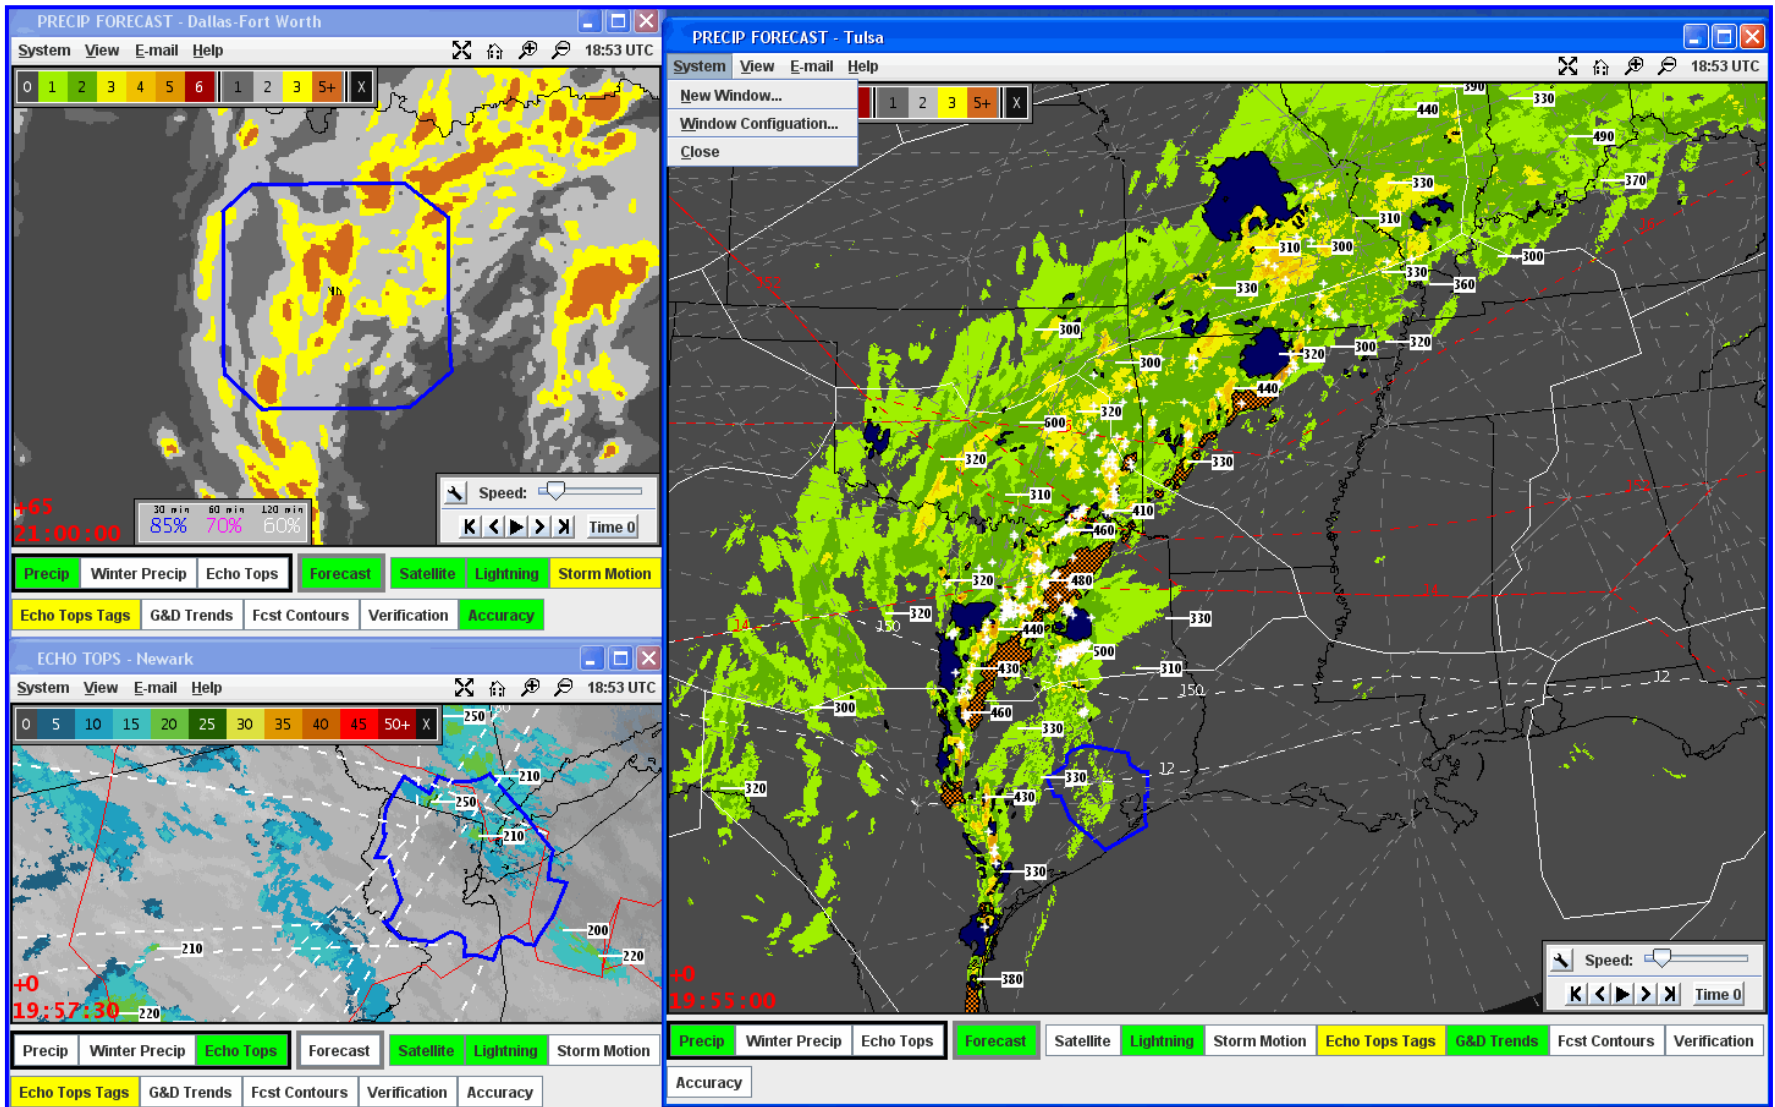 PRECIP FORECAST - Dallas-Fort Worth
System View E-mail Help 18:53 UTC
0 1 2 3 4 5 6 1 2 3 5+ X
+65
21:00:00
30 min 60 min 120 min
85% 70% 60%
Speed:
Time 0
Precip Winter Precip Echo Tops Forecast Satellite Lightning Storm Motion
Echo Tops Tags G&D Trends Fcst Contours Verification Accuracy
ECHO TOPS - Newark
System View E-mail Help 18:53 UTC
0 5 10 15 20 25 30 35 40 45 50+ X
250
210
250
210
200
210
220
220
+0
19:57:30
Precip Winter Precip Echo Tops Forecast Satellite Lightning Storm Motion
Echo Tops Tags G&D Trends Fcst Contours Verification Accuracy
PRECIP FORECAST - Tulsa
System View E-mail Help 18:53 UTC
New Window...
Window Configuation...
Close
1 2 3 5+ X
390
330
440
490
330
370
310
310 300
300
330
360
330
300
320
300
320
300
440
320
600
320
330
310
410
460
320
480
320
14
150
440
330
14
500
430
310
150
12
300
460
330
12
330
320
430
330
380
+0
19:55:00
Speed:
Time 0
Precip Winter Precip Echo Tops Forecast Satellite Lightning Storm Motion Echo Tops Tags G&D Trends Fcst Contours Verification
Accuracy